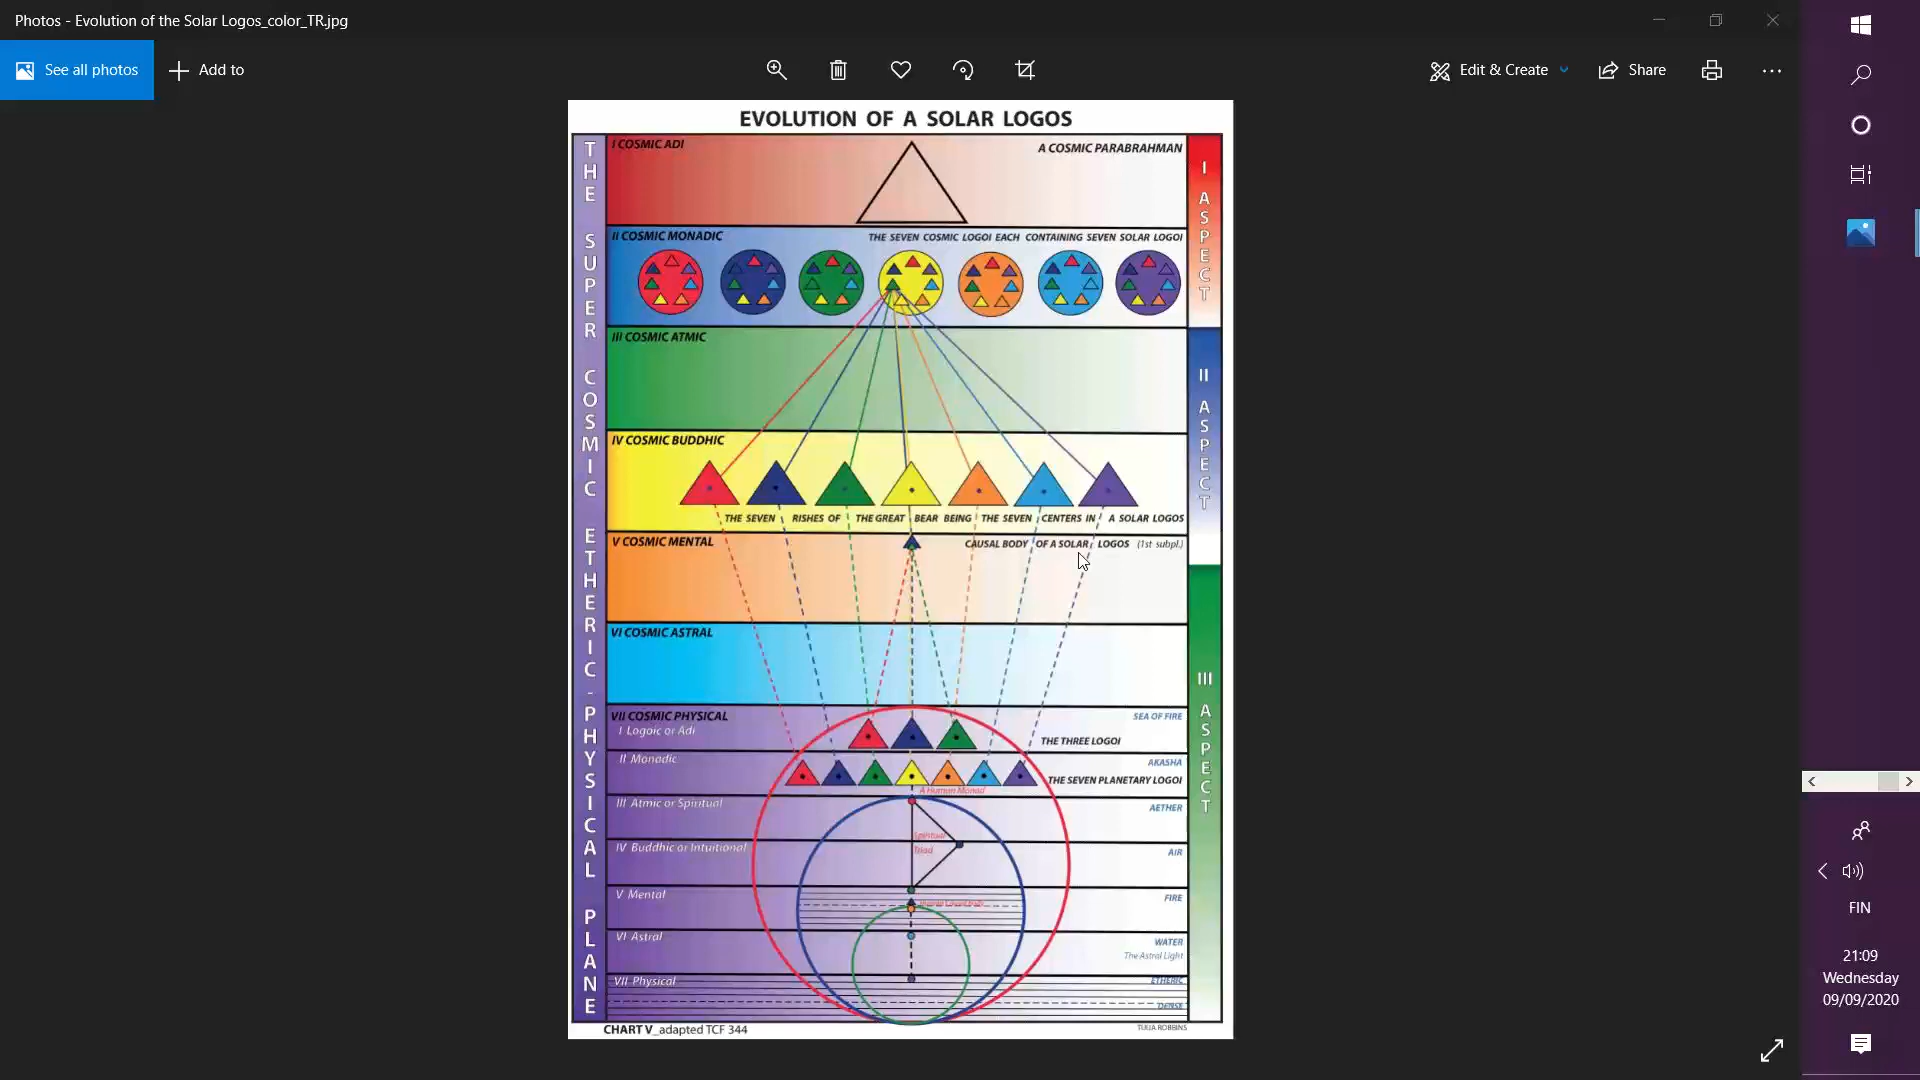 Photos - Evolution of the Solar Logos_color_TR.jpg
See all photos
Add to
Edit & Create
Share
EVOLUTION OF A SOLAR LOGOS
THE SUPER COSMIC ETHERIC - PHYSICAL PLANE
I COSMIC ADI
A COSMIC PARABRAHMAN
I ASPECT
II COSMIC MONADIC
THE SEVEN COSMIC LOGOI EACH CONTAINING SEVEN SOLAR LOGOI
III COSMIC ATMIC
II ASPECT
IV COSMIC BUDDHIC
THE SEVEN RISHES OF THE GREAT BEAR BEING THE SEVEN CENTERS IN A SOLAR LOGOS
V COSMIC MENTAL
CAUSAL BODY OF A SOLAR LOGOS (1st subpl.)
VI COSMIC ASTRAL
III ASPECT
VII COSMIC PHYSICAL
SEA OF FIRE
I Logoic or Adi
THE THREE LOGOI
II Monadic
AKASHA
THE SEVEN PLANETARY LOGOI
A Human Monad
III Atmic or Spiritual
AETHER
Spiritual
Triad
IV Buddhic or Intuitional
AIR
V Mental
FIRE
Human Causal Body
VI Astral
WATER
The Astral Light
VII Physical
ETHERIC
DENSE
CHART V_adapted TCF 344
TUIJA ROBBINS
FIN
21:09
Wednesday
09/09/2020